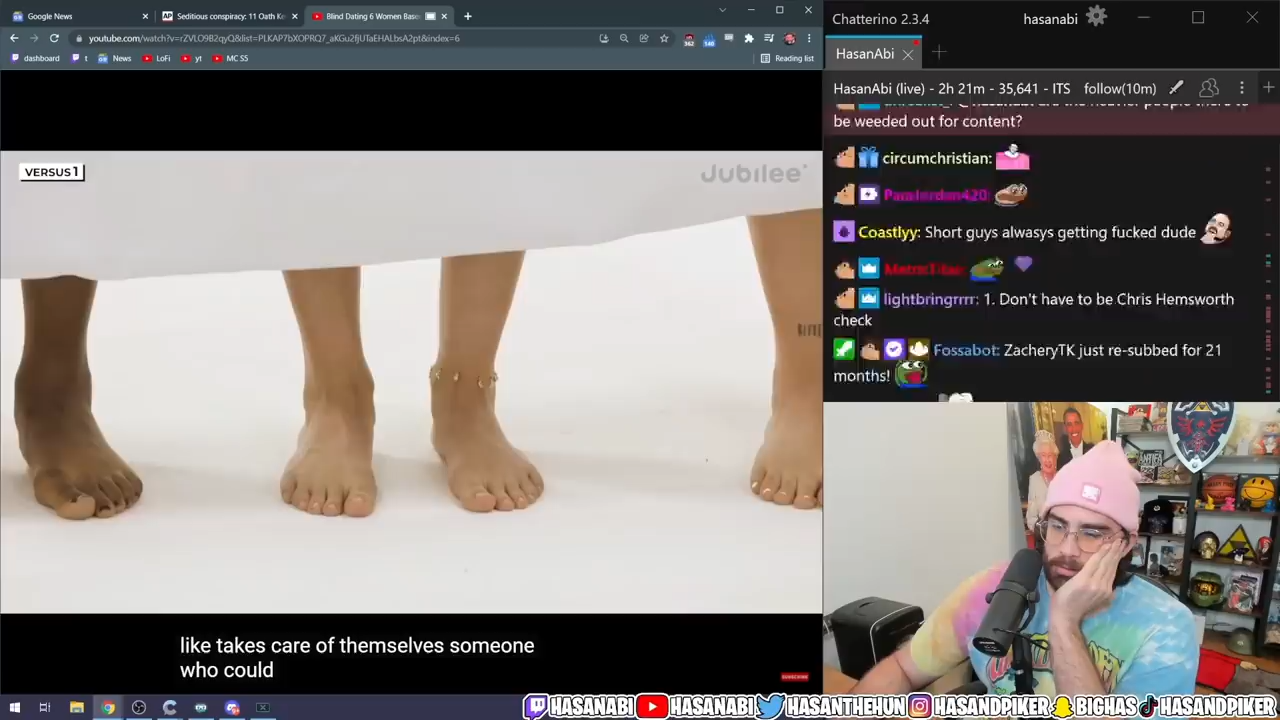 Google News
Seditious conspiracy: 11 Oath Ke
Blind Dating 6 Women Base
youtube.com/watch?v=rZVLO9B2qyQ&list=PLKAP7bXOPRQ7_aKGu2fjUTaEHALbsA2pt&index=6
dashboard
t
News
LoFi
yt
MC SS
Reading list
VERSUS 1
Jubilee
like takes care of themselves someone
who could
SUBSCRIBE
Chatterino 2.3.4
hasanabi
HasanAbi
HasanAbi (live) - 2h 21m - 35,641 - ITS
follow(10m)
be weeded out for content?
circumchristian:
Coastlyy: Short guys alwasys getting fucked dude
lightbringrrrr: 1. Don't have to be Chris Hemsworth
check
Fossabot: ZacheryTK just re-subbed for 21
months!
HASANABI
HASANABI
HASANTHEHUN
HASANDPIKER
BIGHAS
HASANDPIKER